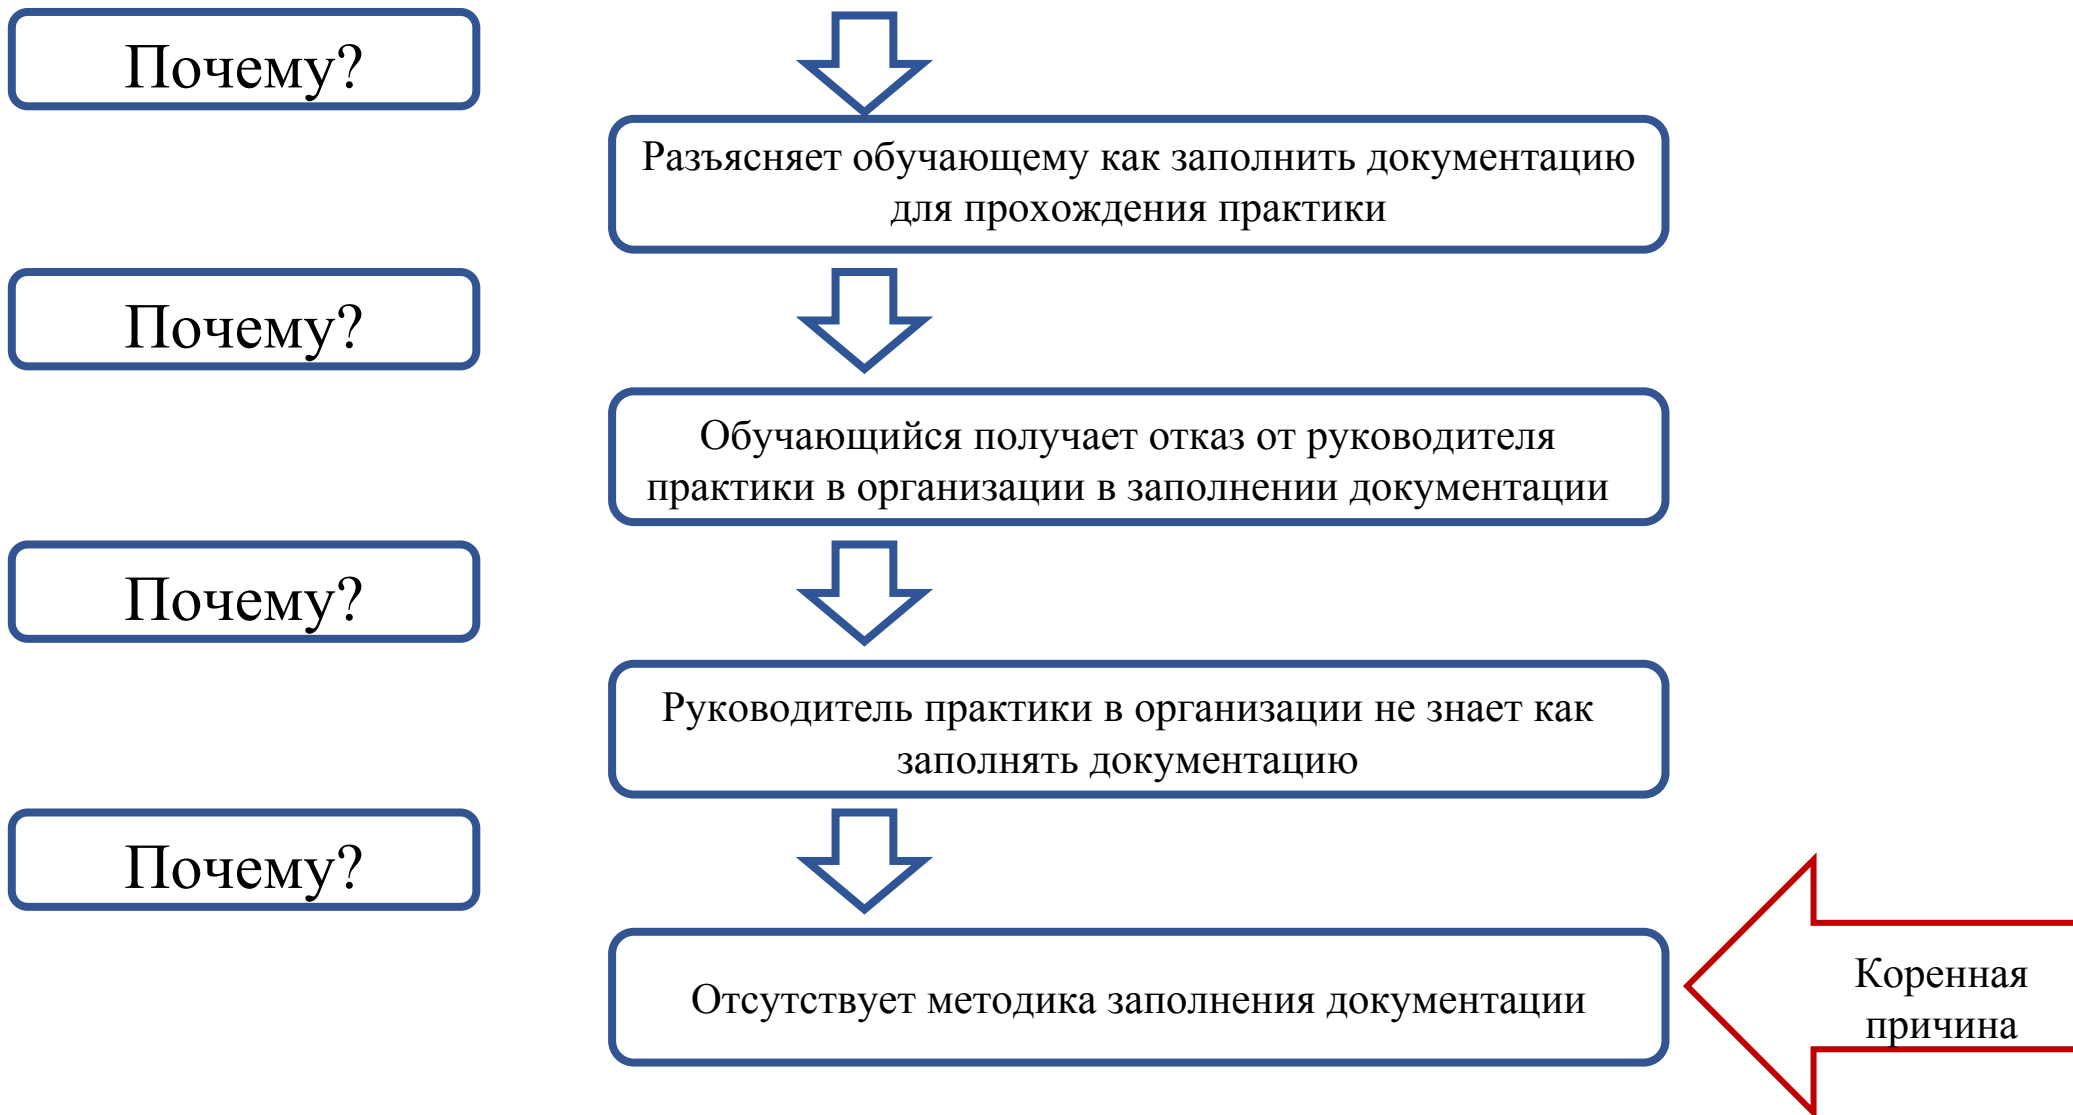 Почему?
Разъясняет обучающему как заполнить документацию
для прохождения практики
Почему?
Обучающийся получает отказ от руководителя
практики в организации в заполнении документации
Почему?
Руководитель практики в организации не знает как
заполнять документацию
Почему?
Отсутствует методика заполнения документации
Коренная
причина